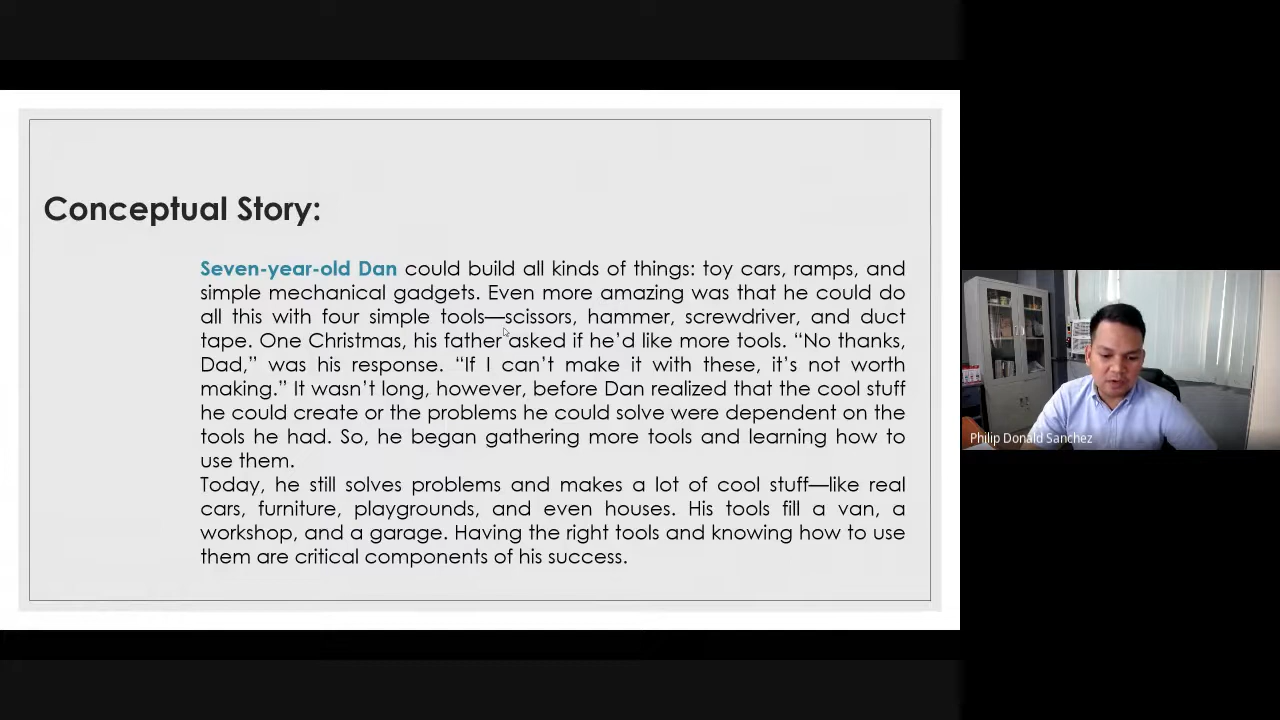 Conceptual Story:
Seven-year-old Dan could build all kinds of things: toy cars, ramps, and
simple mechanical gadgets. Even more amazing was that he could do
all this with four simple tools—scissors, hammer, screwdriver, and duct
tape. One Christmas, his father asked if he’d like more tools. “No thanks,
Dad,” was his response. “If I can’t make it with these, it’s not worth
making.” It wasn’t long, however, before Dan realized that the cool stuff
he could create or the problems he could solve were dependent on the
tools he had. So, he began gathering more tools and learning how to
use them.
Today, he still solves problems and makes a lot of cool stuff—like real
cars, furniture, playgrounds, and even houses. His tools fill a van, a
workshop, and a garage. Having the right tools and knowing how to use
them are critical components of his success.
Philip Donald Sanchez